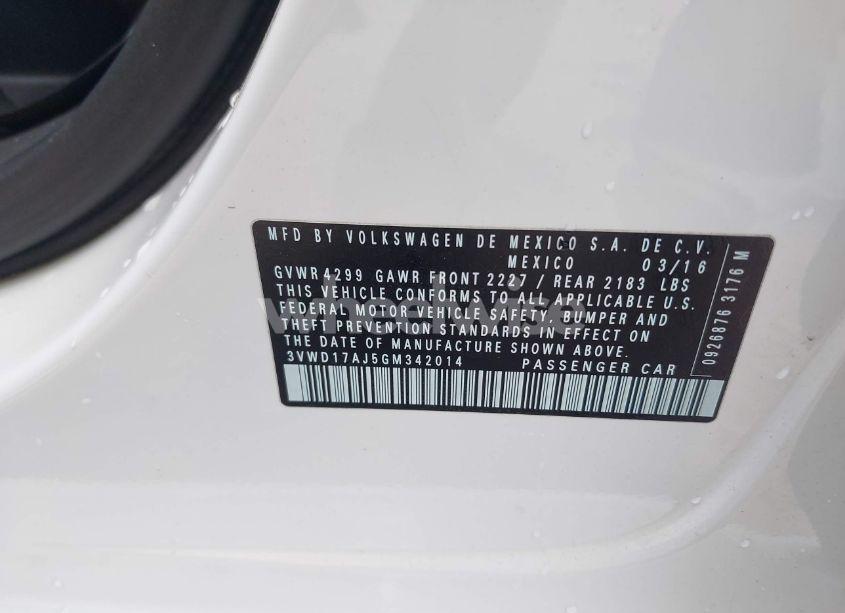 MFD BY VOLKSWAGEN DE MEXICO S.A. DE C.V.
MEXICO 03/16
GVWR 4299 GAWR FRONT 2227 / REAR 2183 LBS
THIS VEHICLE CONFORMS TO ALL APPLICABLE U.S.
FEDERAL MOTOR VEHICLE SAFETY, BUMPER AND
THEFT PREVENTION STANDARDS IN EFFECT ON
THE DATE OF MANUFACTURE SHOWN ABOVE.
3VWD17AJ5GM342014 PASSENGER CAR
0926876 3176 M